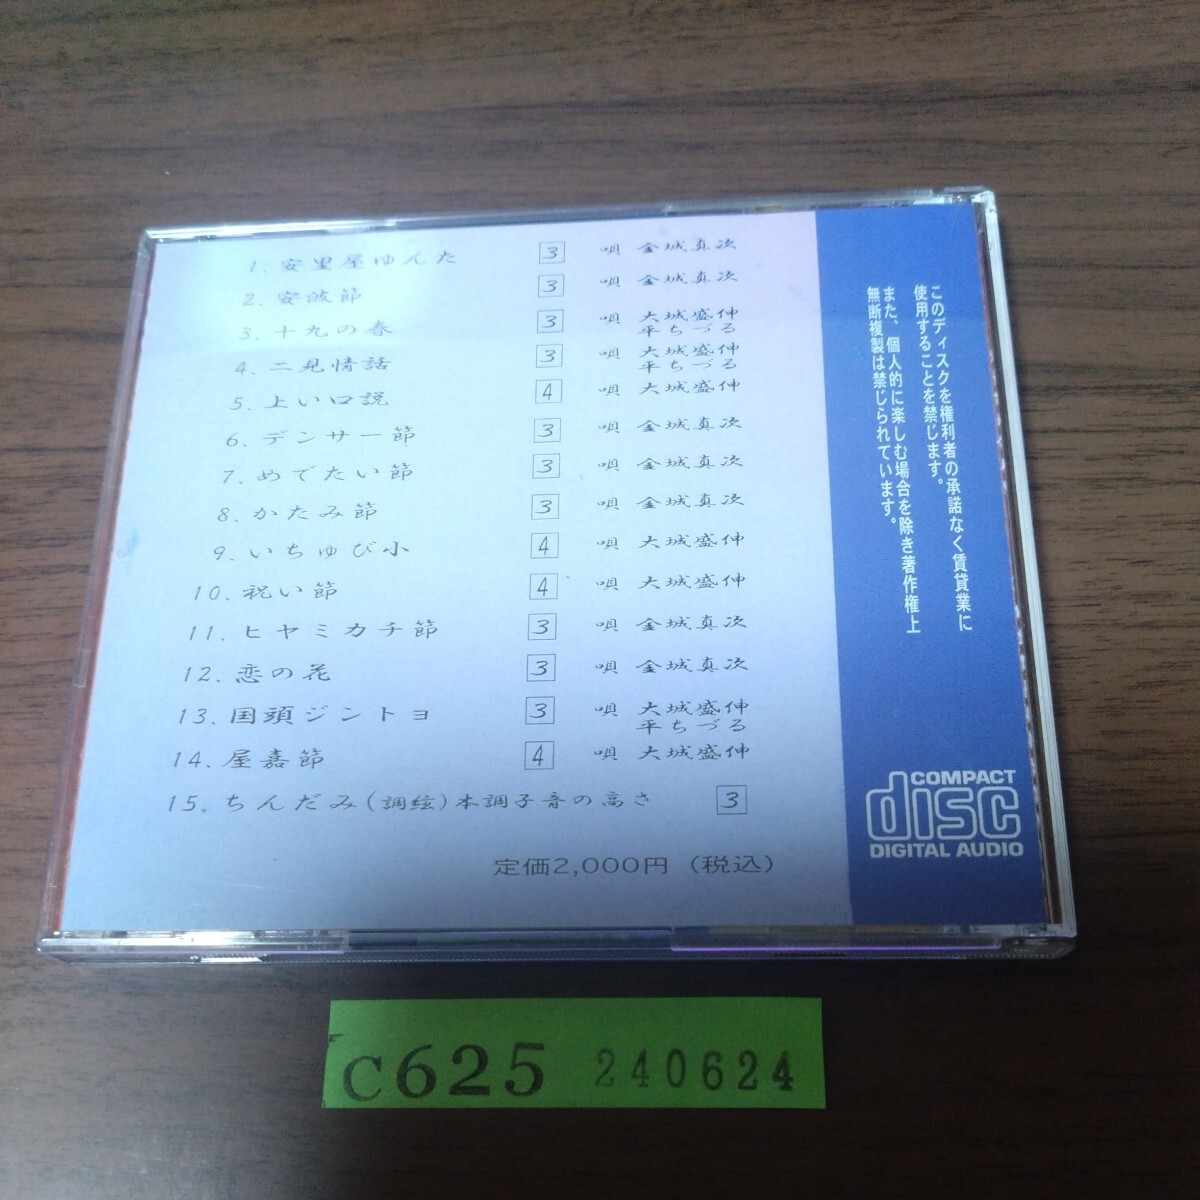 1. 安里屋ゆんた 3 唄 金城真次
2. 安波節 3 唄 金城真次
3. 十九の春 3 唄 大城盛伸
平ちづる
4. 二見情話 3 唄 大城盛伸
平ちづる
5. 上い口説 4 唄 大城盛伸
6. デンサー節 3 唄 金城真次
7. めでたい節 3 唄 金城真次
8. かたみ節 3 唄 金城真次
9. いちゅび小 4 唄 大城盛伸
10. 祝い節 4 唄 大城盛伸
11. ヒヤミカチ節 3 唄 金城真次
12. 恋の花 3 唄 金城真次
13. 国頭ジントヨ 3 唄 大城盛伸
平ちづる
14. 屋嘉節 4 唄 大城盛伸
15. ちんだみ(調絃)本調子音の高さ 3
定価2,000円（税込）
このディスクを権利者の承諾なく賃貸業に
使用することを禁じます。
また、個人的に楽しむ場合を除き著作権上
無断複製は禁じられています。
COMPACT
disc
DIGITAL AUDIO
C625 240624